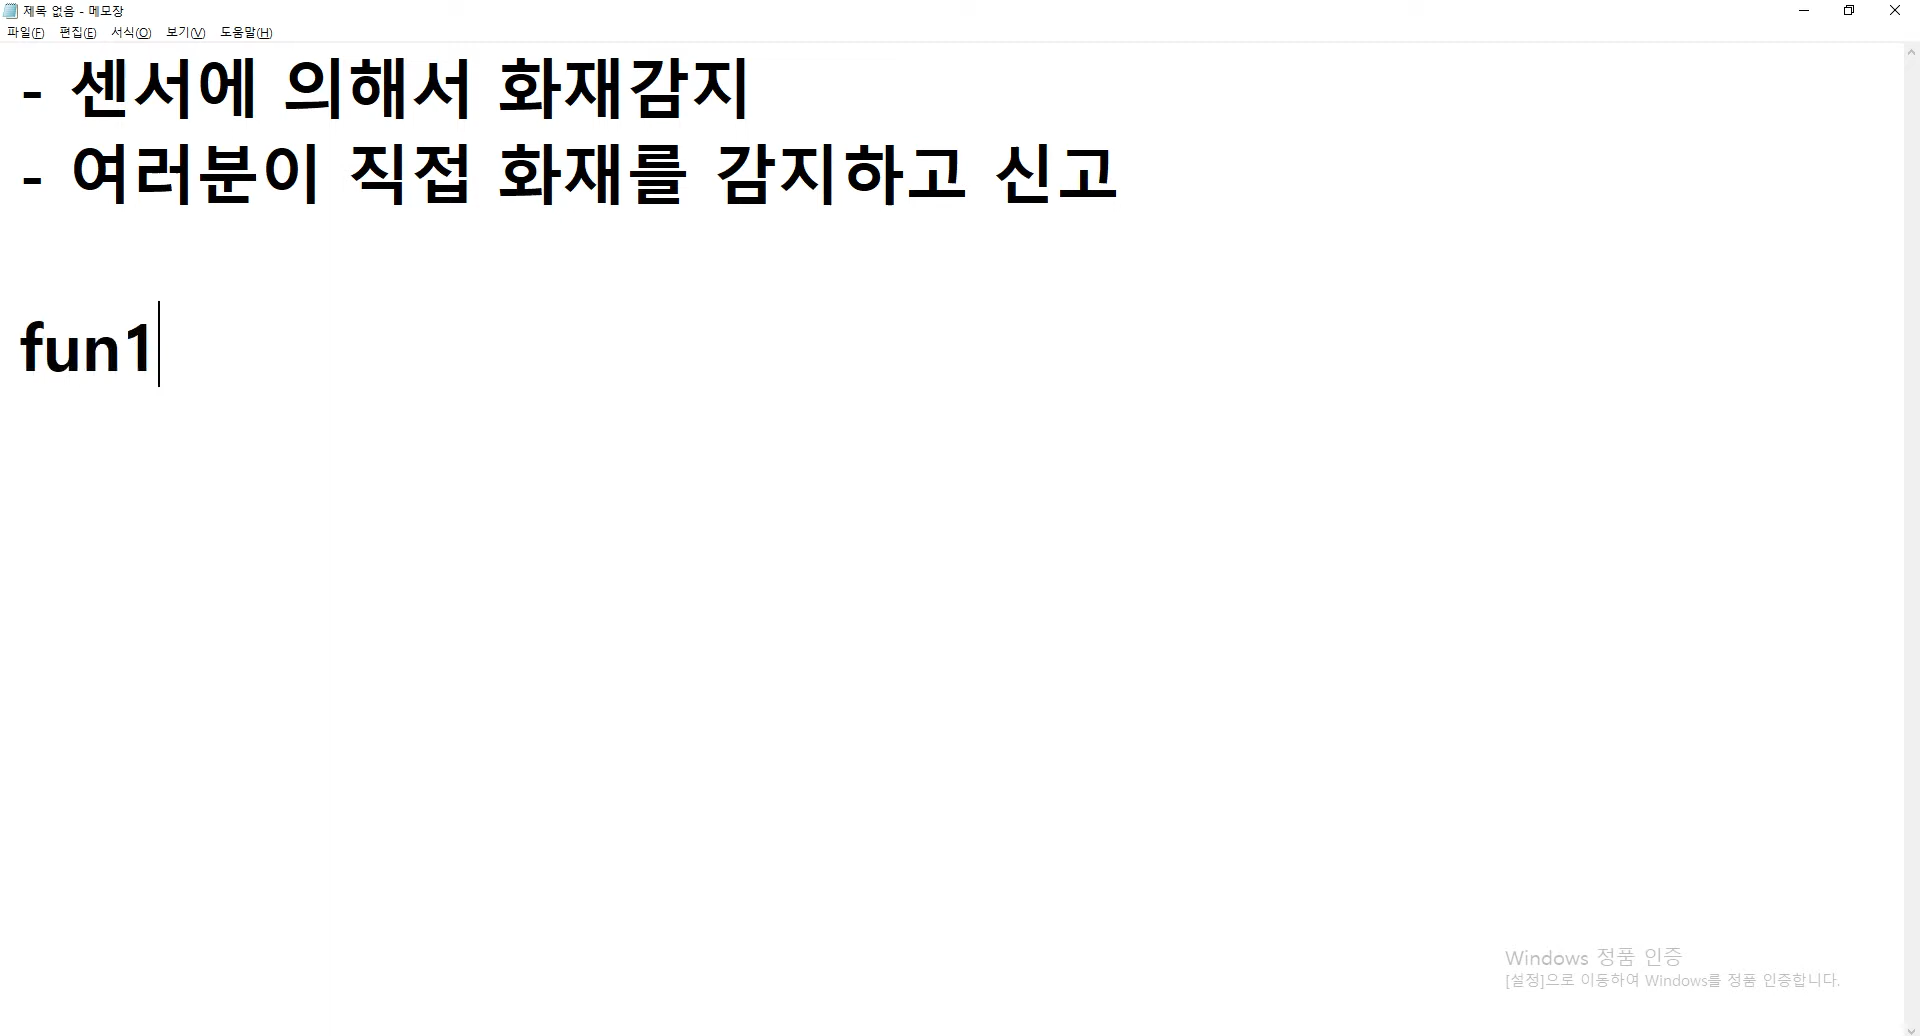 제목 없음 - 메모장
파일(F) 편집(E) 서식(O) 보기(V) 도움말(H)
- 센서에 의해서 화재감지
- 여러분이 직접 화재를 감지하고 신고
fun1
Windows 정품 인증
[설정]으로 이동하여 Windows를 정품 인증합니다.